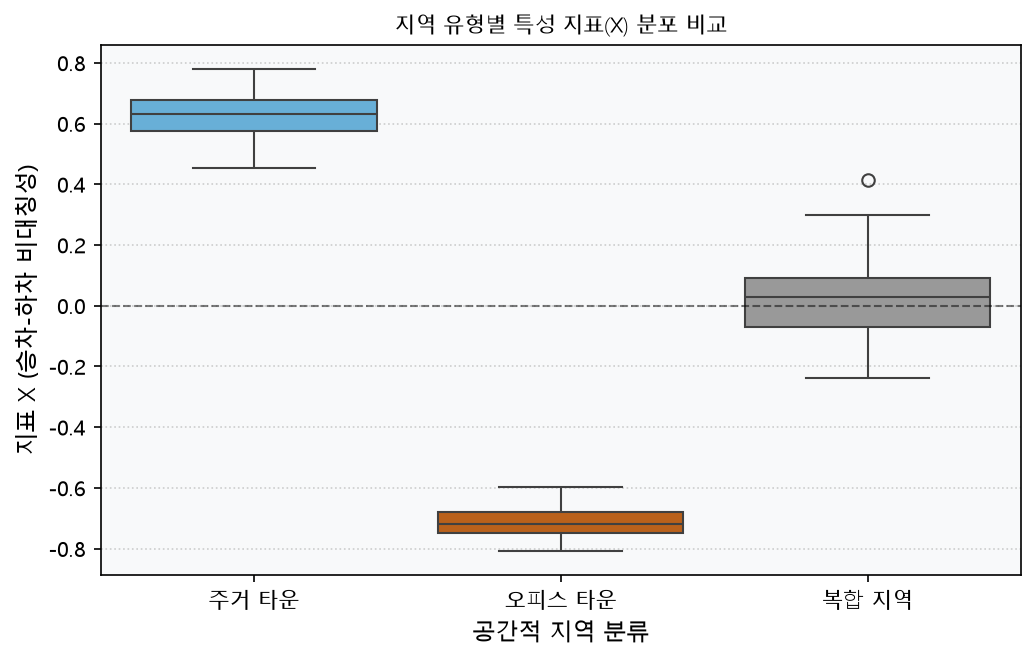 지역 유형별 특성 지표(X) 분포 비교
지표 X (승차-하차 비대칭성)
0.8
0.6
0.4
0.2
0.0
-0.2
-0.4
-0.6
-0.8
주거 타운
오피스 타운
복합 지역
공간적 지역 분류